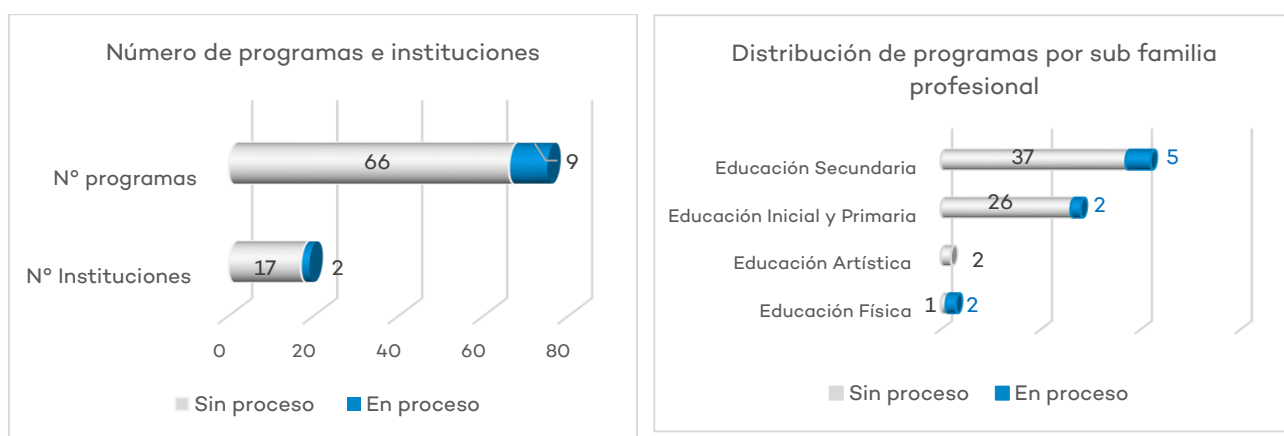 Número de programas e instituciones
N° programas
66
9
N° Instituciones
17
2
0 20 40 60 80
Sin proceso En proceso
Distribución de programas por sub familia
profesional
Educación Secundaria
37
5
Educación Inicial y Primaria
26
2
Educación Artística
2
Educación Física
1
2
Sin proceso En proceso